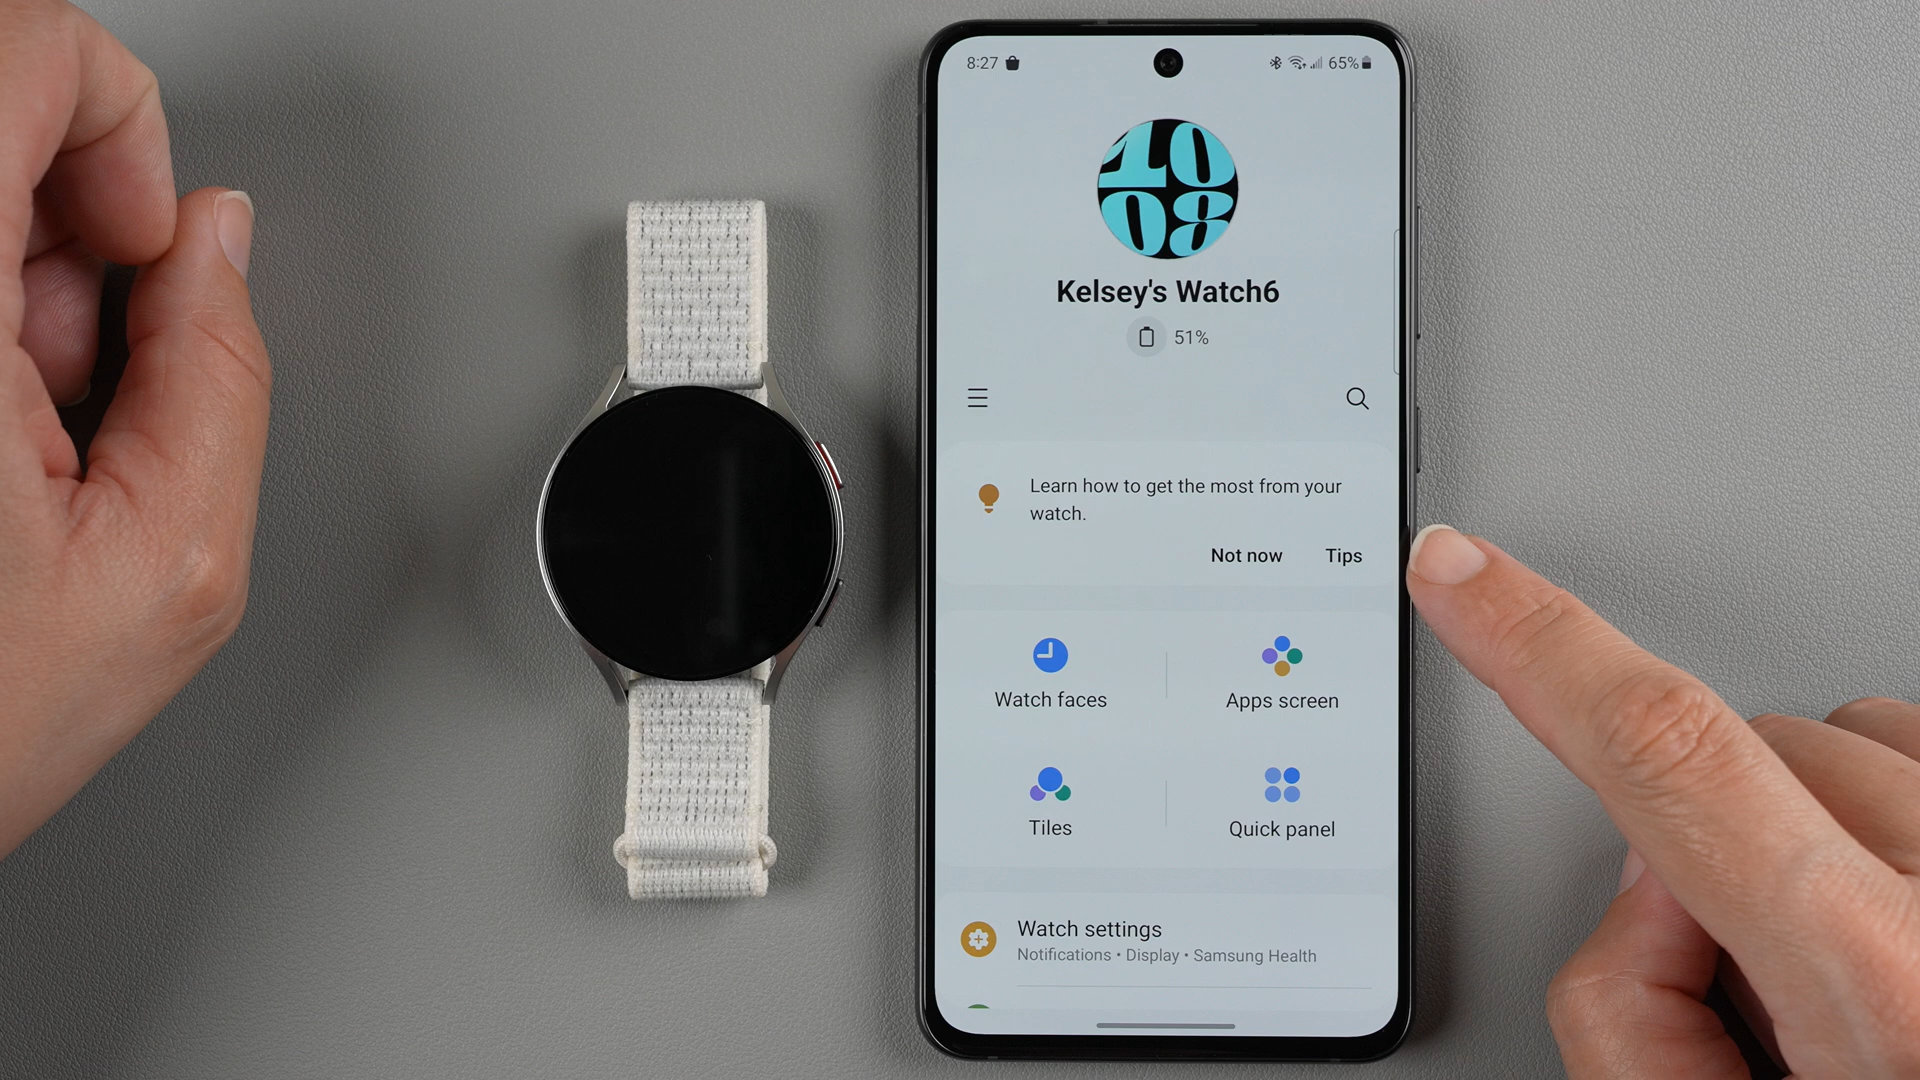 8:27
65%
10
08
Kelsey's Watch6
51%
Learn how to get the most from your
watch.
Not now
Tips
Watch faces
Apps screen
Tiles
Quick panel
Watch settings
Notifications • Display • Samsung Health